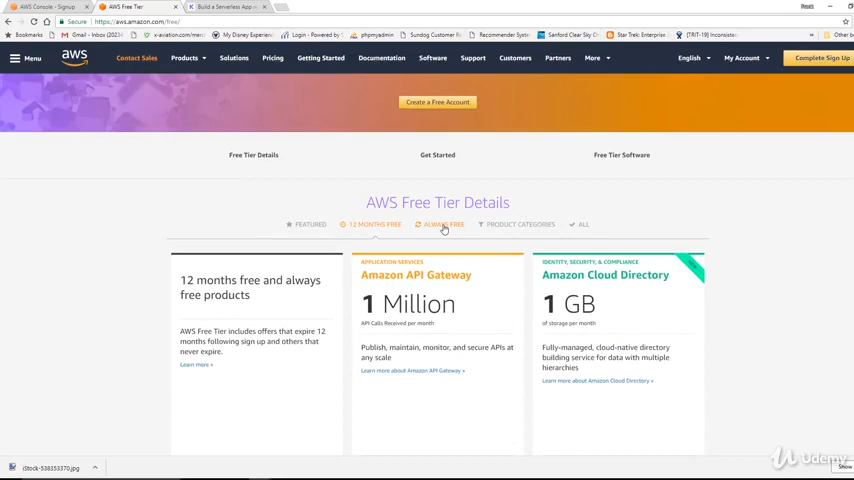 AWS Console - Signup
AWS Free Tier
Build a Serverless App w
Secure
https://aws.amazon.com/free/
Bookmarks
Gmail - Inbox (2023
x-aviation.com/merc
My Disney Experienc
Login - Powered by S
phpmyadmin
Sundog Customer R
Recommender System
Sanford Clear Sky C
Star Trek: Enterprise
[TRIT-19] Inconsiste
Other bo
Menu
aws
Contact Sales
Products
Solutions
Pricing
Getting Started
Documentation
Software
Support
Customers
Partners
More
English
My Account
Complete Sign Up
Create a Free Account
Free Tier Details
Get Started
Free Tier Software
AWS Free Tier Details
FEATURED
12 MONTHS FREE
ALWAYS FREE
PRODUCT CATEGORIES
ALL
12 months free and always
free products
AWS Free Tier includes offers that expire 12
months following sign up and others that
never expire.
Learn more »
APPLICATION SERVICES
Amazon API Gateway
1 Million
API Calls Received per month
Publish, maintain, monitor, and secure APIs at
any scale
Learn more about Amazon API Gateway »
IDENTITY, SECURITY, & COMPLIANCE
Amazon Cloud Directory
NEW
1 GB
of storage per month
Fully-managed, cloud-native directory
building service for data with multiple
hierarchies
Learn more about Amazon Cloud Directory »
iStock-538353370.jpg
Show
Udemy